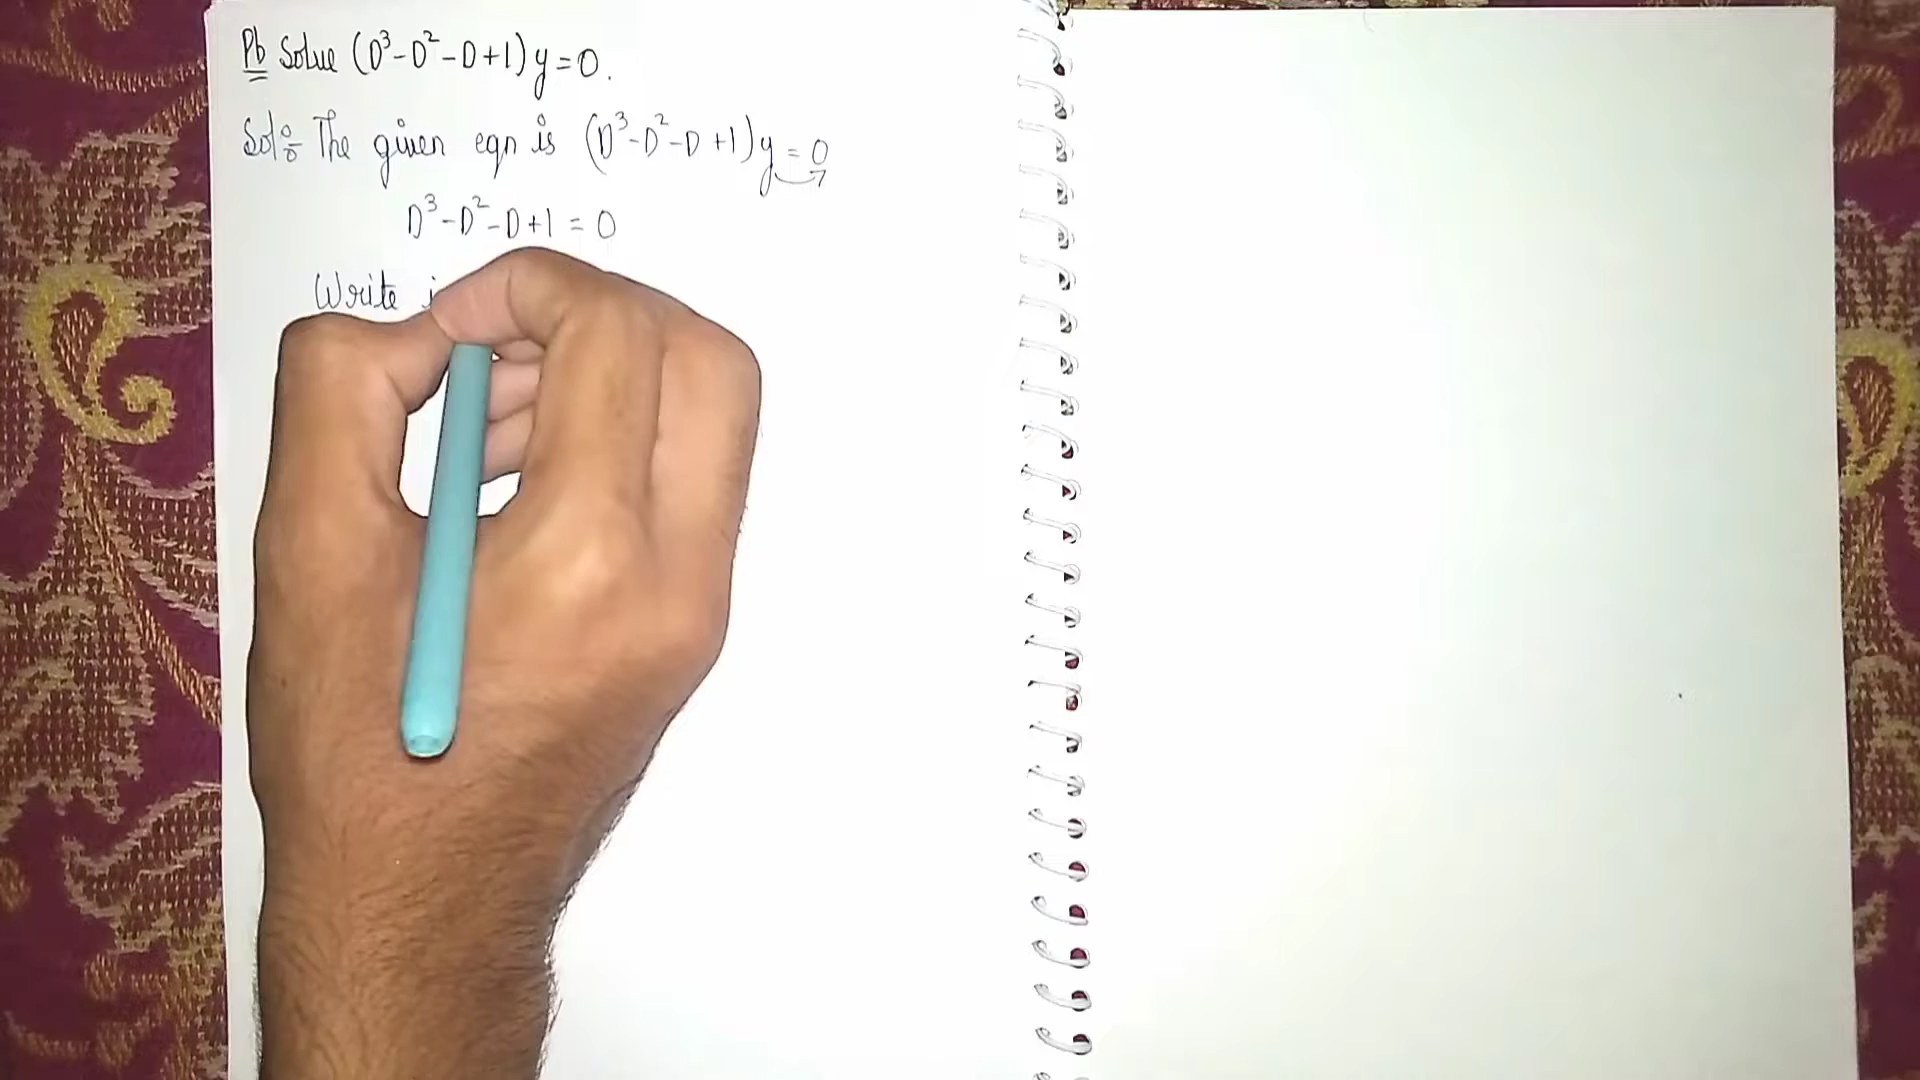 Pb Solve (D³-D²-D+1)y=0.
Sol:- The given eqn is (D³-D²-D+1)y=0
D³-D²-D+1=0
Write